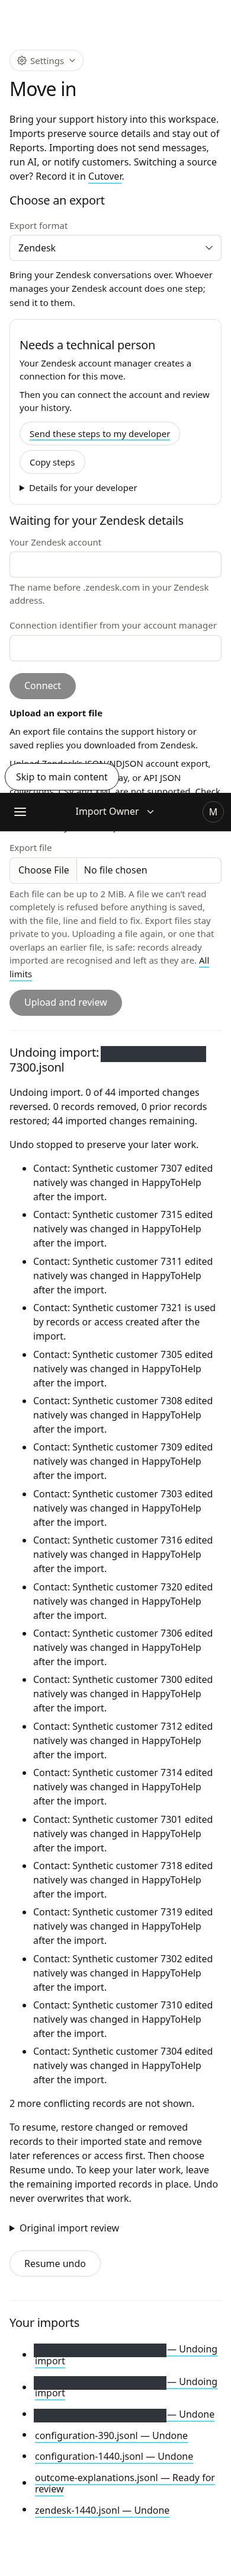 Settings
Move in
Bring your support history into this workspace.
Imports preserve source details and stay out of
Reports. Importing does not send messages,
run AI, or notify customers. Switching a source
over? Record it in Cutover.
Choose an export
Export format
Zendesk
Bring your Zendesk conversations over. Whoever
manages your Zendesk account does one step;
send it to them.
Needs a technical person
Your Zendesk account manager creates a
connection for this move.
Then you can connect the account and review
your history.
Send these steps to my developer
Copy steps
Details for your developer
Waiting for your Zendesk details
Your Zendesk account
The name before .zendesk.com in your Zendesk
address.
Connection identifier from your account manager
Connect
Upload an export file
An export file contains the support history or
saved replies you downloaded from Zendesk.
Skip to main content
Import Owner
M
Export file
Choose File No file chosen
Each file can be up to 2 MiB. A file we can't read
completely is refused before anything is saved,
with the file, line and field to fix. Export files stay
private to you. Uploading a file again, or one that
overlaps an earlier file, is safe: records already
imported are recognised and left as they are. All
limits
Upload and review
Undoing import:
7300.jsonl
Undoing import. 0 of 44 imported changes
reversed. 0 records removed, 0 prior records
restored; 44 imported changes remaining.
Undo stopped to preserve your later work.
Contact: Synthetic customer 7307 edited
natively was changed in HappyToHelp
after the import.
Contact: Synthetic customer 7315 edited
natively was changed in HappyToHelp
after the import.
Contact: Synthetic customer 7311 edited
natively was changed in HappyToHelp
after the import.
Contact: Synthetic customer 7321 is used
by records or access created after the
import.
Contact: Synthetic customer 7305 edited
natively was changed in HappyToHelp
after the import.
Contact: Synthetic customer 7308 edited
natively was changed in HappyToHelp
after the import.
Contact: Synthetic customer 7309 edited
natively was changed in HappyToHelp
after the import.
Contact: Synthetic customer 7303 edited
natively was changed in HappyToHelp
after the import.
Contact: Synthetic customer 7316 edited
natively was changed in HappyToHelp
after the import.
Contact: Synthetic customer 7320 edited
natively was changed in HappyToHelp
after the import.
Contact: Synthetic customer 7306 edited
natively was changed in HappyToHelp
after the import.
Contact: Synthetic customer 7300 edited
natively was changed in HappyToHelp
after the import.
Contact: Synthetic customer 7312 edited
natively was changed in HappyToHelp
after the import.
Contact: Synthetic customer 7314 edited
natively was changed in HappyToHelp
after the import.
Contact: Synthetic customer 7301 edited
natively was changed in HappyToHelp
after the import.
Contact: Synthetic customer 7318 edited
natively was changed in HappyToHelp
after the import.
Contact: Synthetic customer 7319 edited
natively was changed in HappyToHelp
after the import.
Contact: Synthetic customer 7302 edited
natively was changed in HappyToHelp
after the import.
Contact: Synthetic customer 7310 edited
natively was changed in HappyToHelp
after the import.
Contact: Synthetic customer 7304 edited
natively was changed in HappyToHelp
after the import.
2 more conflicting records are not shown.
To resume, restore changed or removed
records to their imported state and remove
later references or access first. Then choose
Resume undo. To keep your later work, leave
the remaining imported records in place. Undo
never overwrites that work.
Original import review
Resume undo
Your imports
— Undoing
import
— Undoing
import
— Undone
configuration-390.jsonl — Undone
configuration-1440.jsonl — Undone
outcome-explanations.jsonl — Ready for
review
zendesk-1440.jsonl — Undone